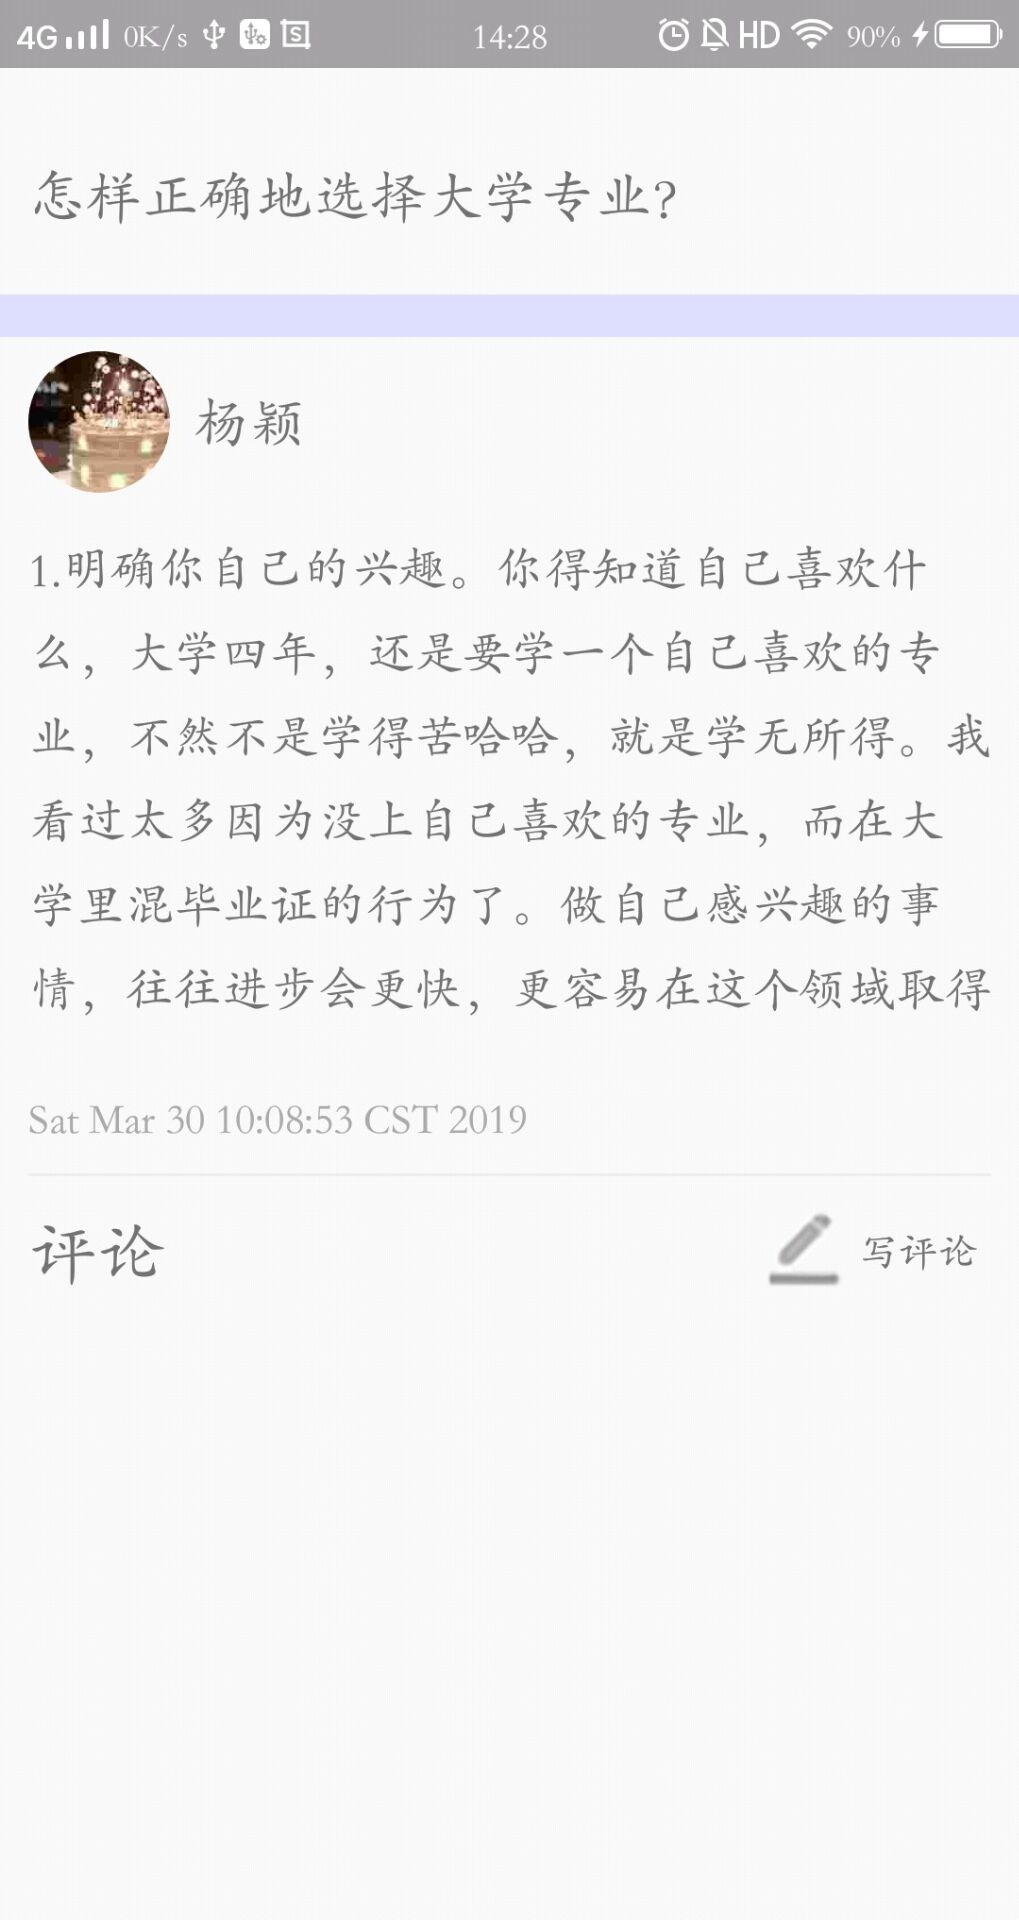 4G 0K/s 14:28 HD 90%
怎样正确地选择大学专业?
杨颖
1.明确你自己的兴趣。你得知道自己喜欢什
么，大学四年，还是要学一个自己喜欢的专
业，不然不是学得苦哈哈，就是学无所得。我
看过太多因为没上自己喜欢的专业，而在大
学里混毕业证的行为了。做自己感兴趣的事
情，往往进步会更快，更容易在这个领域取得
Sat Mar 30 10:08:53 CST 2019
评论
写评论